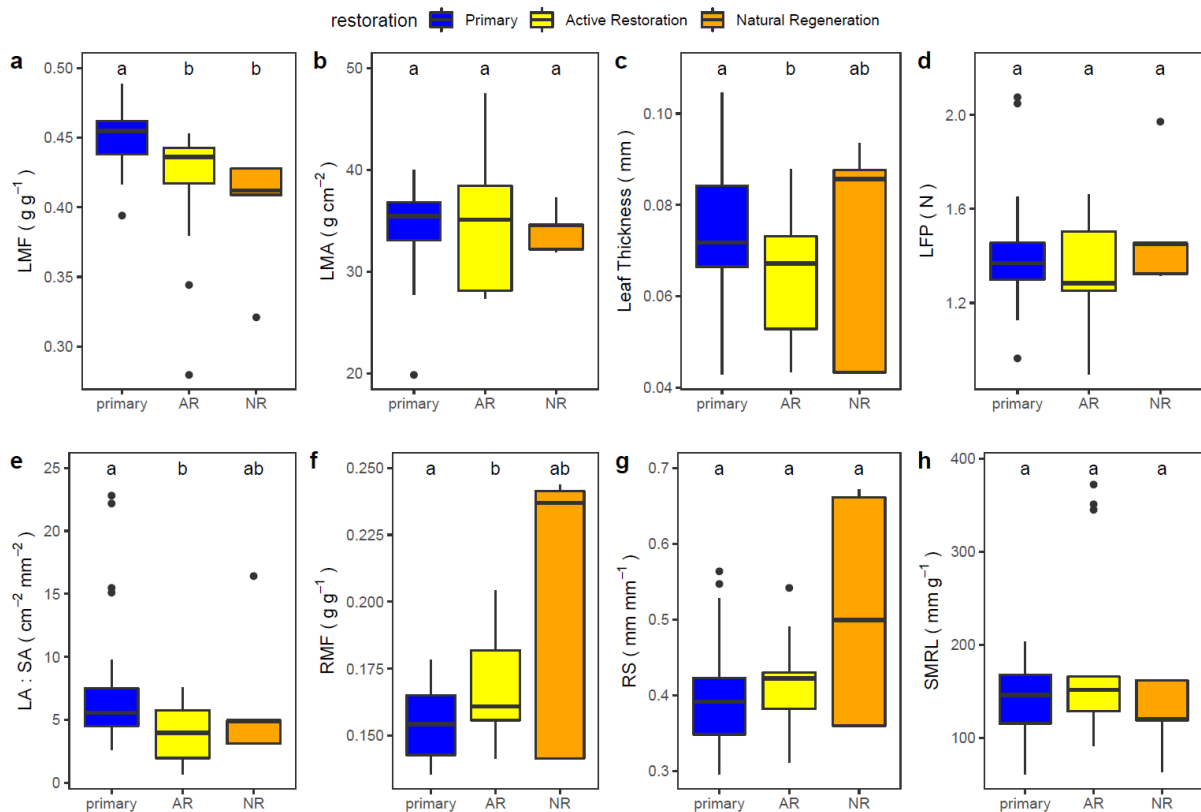 restoration Primary Active Restoration Natural Regeneration
a
a b b
LMF ( g g⁻¹ )
0.50
0.45
0.40
0.35
0.30
primary AR NR
b
a a a
LMA ( g cm⁻² )
50
40
30
20
primary AR NR
c
a b ab
Leaf Thickness ( mm )
0.10
0.08
0.06
0.04
primary AR NR
d
a a a
LFP ( N )
2.0
1.6
1.2
primary AR NR
e
a b ab
LA : SA ( cm⁻² mm⁻² )
25
20
15
10
5
0
primary AR NR
f
a b ab
RMF ( g g⁻¹ )
0.250
0.225
0.200
0.175
0.150
primary AR NR
g
a a a
RS ( mm mm⁻¹ )
0.7
0.6
0.5
0.4
0.3
primary AR NR
h
a a a
SMRL ( mm g⁻¹ )
400
300
200
100
primary AR NR